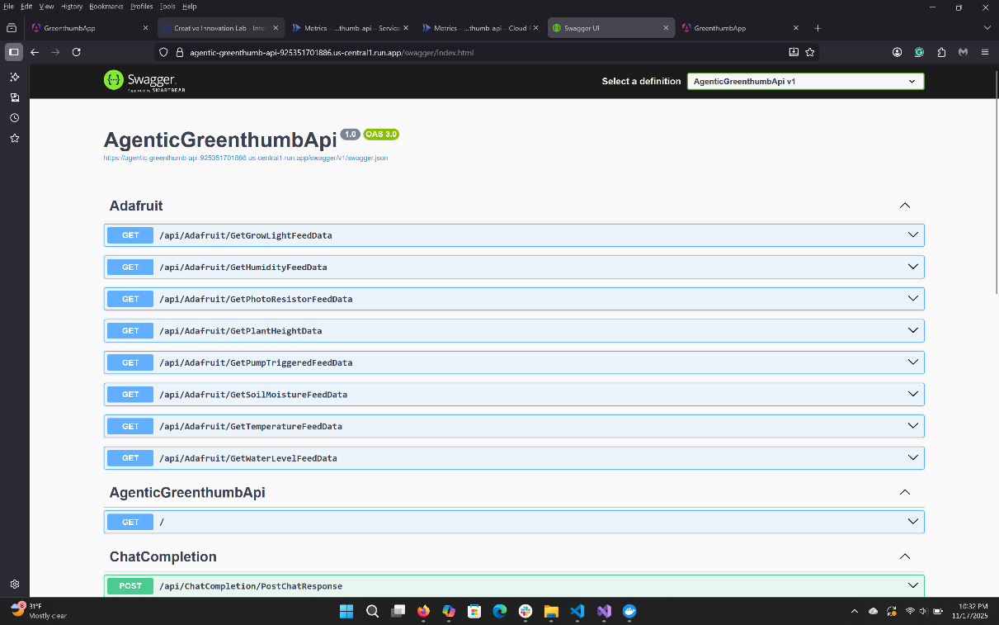 File Edit View History Bookmarks Profiles Tools Help
GreenthumbApp
Creative Innovation Lab - Inte
Metrics – ...thumb-api – Service
Metrics – ...thumb-api – Cloud
Swagger UI
GreenthumbApp
agentic-greenthumb-api-925351701886.us-central1.run.app/swagger/index.html
Swagger.
Supported by SMARTBEAR
Select a definition
AgenticGreenthumbApi v1
AgenticGreenthumbApi 1.0 OAS 3.0
https://agentic-greenthumb-api-925351701886.us-central1.run.app/swagger/v1/swagger.json
Adafruit
GET /api/Adafruit/GetGrowLightFeedData
GET /api/Adafruit/GetHumidityFeedData
GET /api/Adafruit/GetPhotoResistorFeedData
GET /api/Adafruit/GetPlantHeightData
GET /api/Adafruit/GetPumpTriggeredFeedData
GET /api/Adafruit/GetSoilMoistureFeedData
GET /api/Adafruit/GetTemperatureFeedData
GET /api/Adafruit/GetWaterLevelFeedData
AgenticGreenthumbApi
GET /
ChatCompletion
POST /api/ChatCompletion/PostChatResponse
31°F
Mostly clear
10:32 PM
11/17/2025